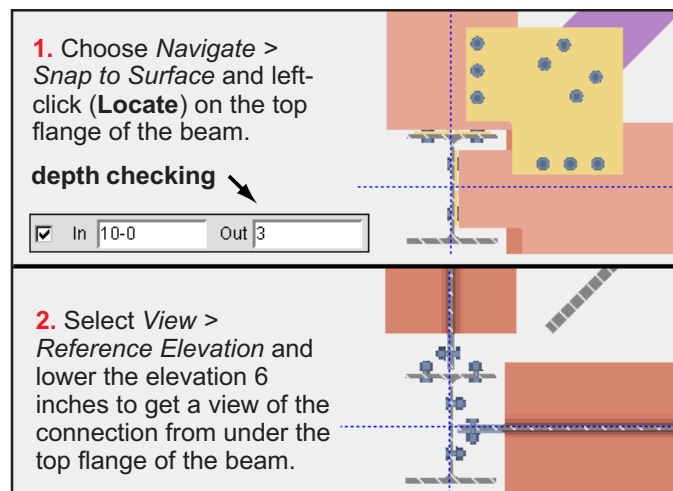 1. Choose Navigate >
Snap to Surface and left-
click (Locate) on the top
flange of the beam.
depth checking
In 10-0 Out 3
2. Select View >
Reference Elevation and
lower the elevation 6
inches to get a view of the
connection from under the
top flange of the beam.